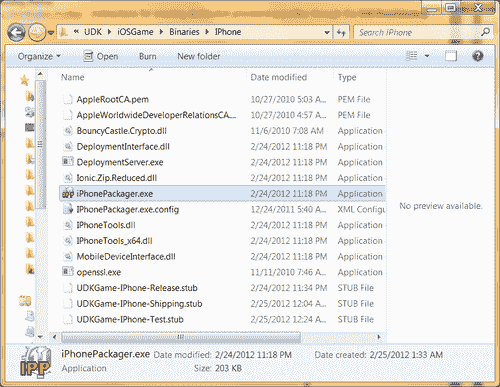 UDK ▸ iOSGame ▸ Binaries ▸ IPhone
Search IPhone
Organize Open Burn New folder
Name Date modified Type
AppleRootCA.pem 10/27/2010 5:03 A... PEM File
AppleWorldwideDeveloperRelationsCA... 10/27/2010 4:57 A... PEM File
BouncyCastle.Crypto.dll 11/6/2010 7:08 AM Application
DeploymentInterface.dll 2/24/2012 11:18 PM Application
DeploymentServer.exe 2/24/2012 11:18 PM Application
Ionic.Zip.Reduced.dll 2/24/2012 11:18 PM Application
iPhonePackager.exe 2/24/2012 11:18 PM Application
IPhonePackager.exe.config 12/24/2011 5:40 A... XML Configu
IPhoneTools.dll 2/24/2012 11:18 PM Application
IPhoneTools_x64.dll 2/24/2012 11:18 PM Application
MobileDeviceInterface.dll 2/24/2012 11:18 PM Application
openssl.exe 11/11/2010 7:46 A... Application
UDKGame-IPhone-Release.stub 2/24/2012 11:34 PM STUB File
UDKGame-IPhone-Shipping.stub 2/25/2012 12:04 A... STUB File
UDKGame-IPhone-Test.stub 2/25/2012 12:24 A... STUB File
No preview available.
IPP
iPhonePackager.exe Date modified: 2/24/2012 11:18 PM Date created: 2/25/2012 1:33 AM
Application Size: 203 KB